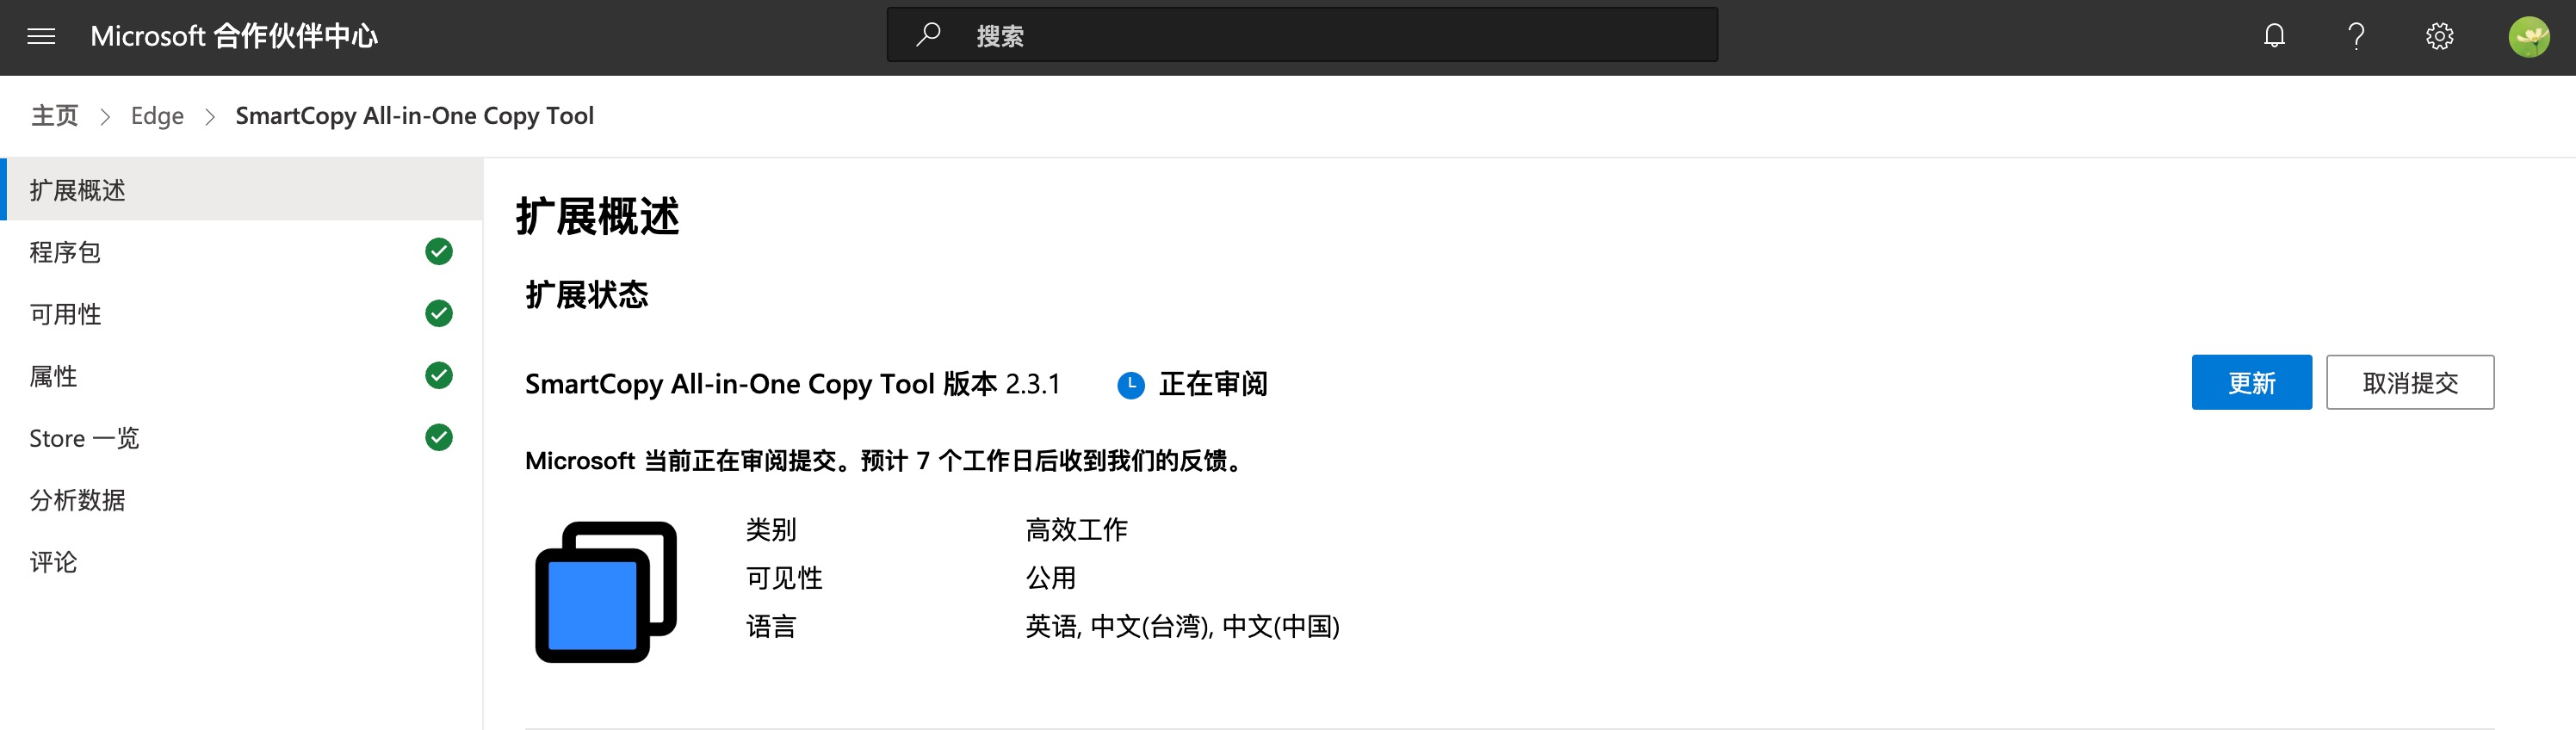 Microsoft 合作伙伴中心
搜索
主页 > Edge > SmartCopy All-in-One Copy Tool
扩展概述
程序包
可用性
属性
Store 一览
分析数据
评论
扩展概述
扩展状态
SmartCopy All-in-One Copy Tool 版本 2.3.1 正在审阅
更新 取消提交
Microsoft 当前正在审阅提交。预计 7 个工作日后收到我们的反馈。
类别 高效工作
可见性 公用
语言 英语, 中文(台湾), 中文(中国)